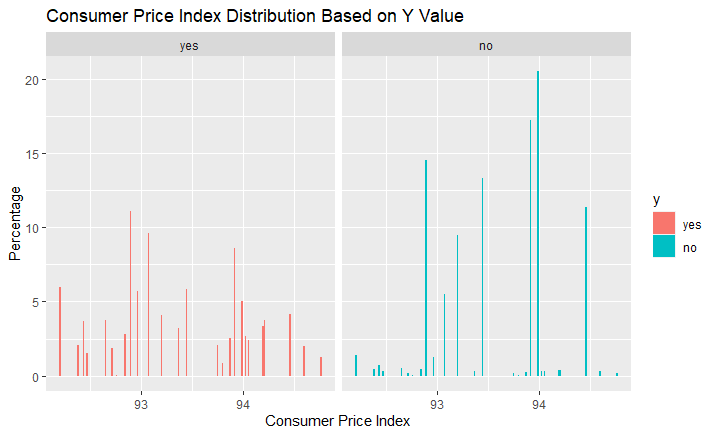 Consumer Price Index Distribution Based on Y Value
yes
no
20
15
10
5
0
Percentage
93
94
93
94
Consumer Price Index
y
yes
no